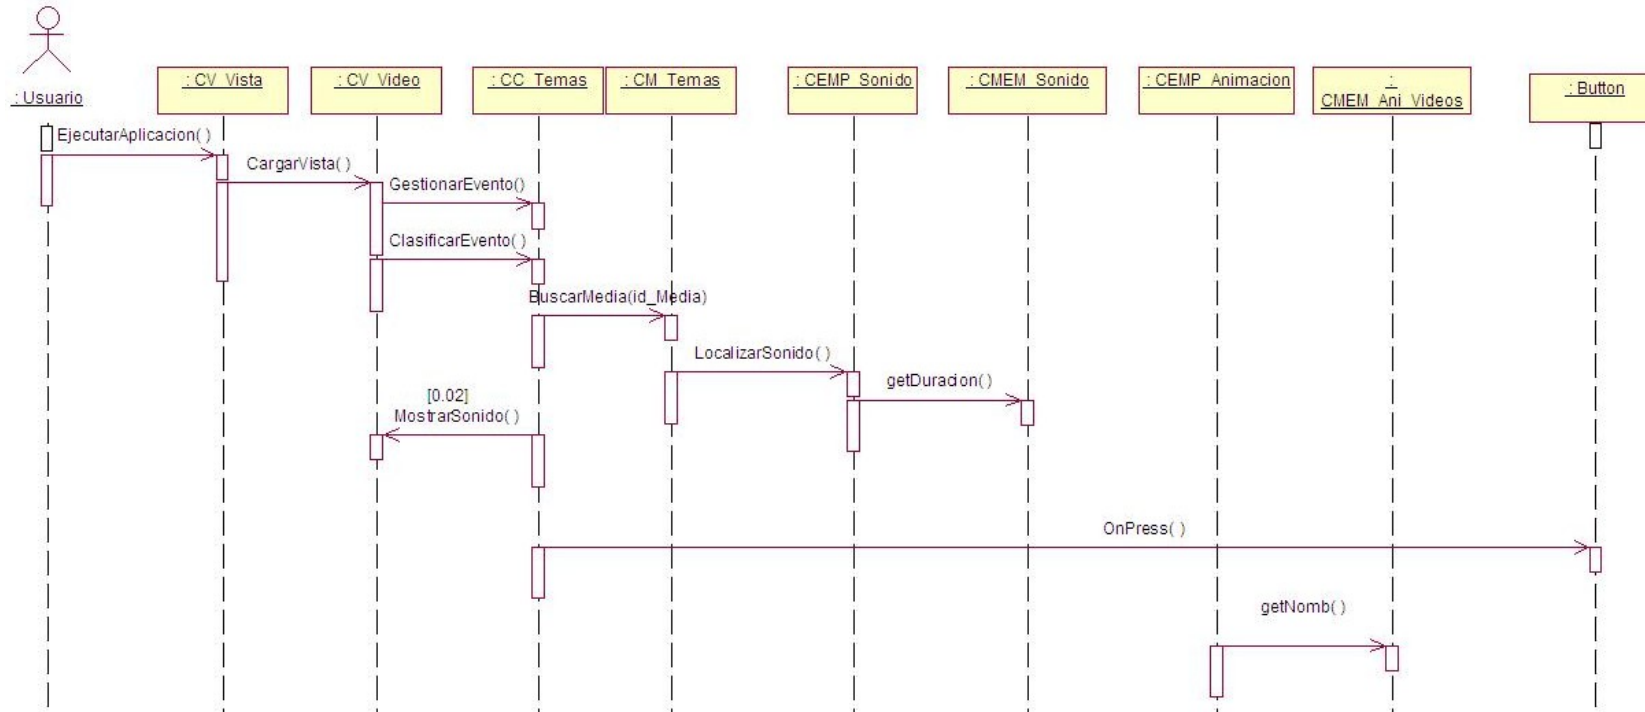 : Usuario
: CV_Vista
: CV_Video
: CC_Temas
: CM_Temas
: CEMP_Sonido
: CMEM_Sonido
: CEMP_Animacion
:
CMEM_Ani_Videos
: Button
EjecutarAplicacion( )
CargarVista( )
GestionarEvento()
ClasificarEvento( )
BuscarMedia(id_Media)
LocalizarSonido( )
getDuracion( )
[0.02]
MostrarSonido( )
OnPress( )
getNomb( )